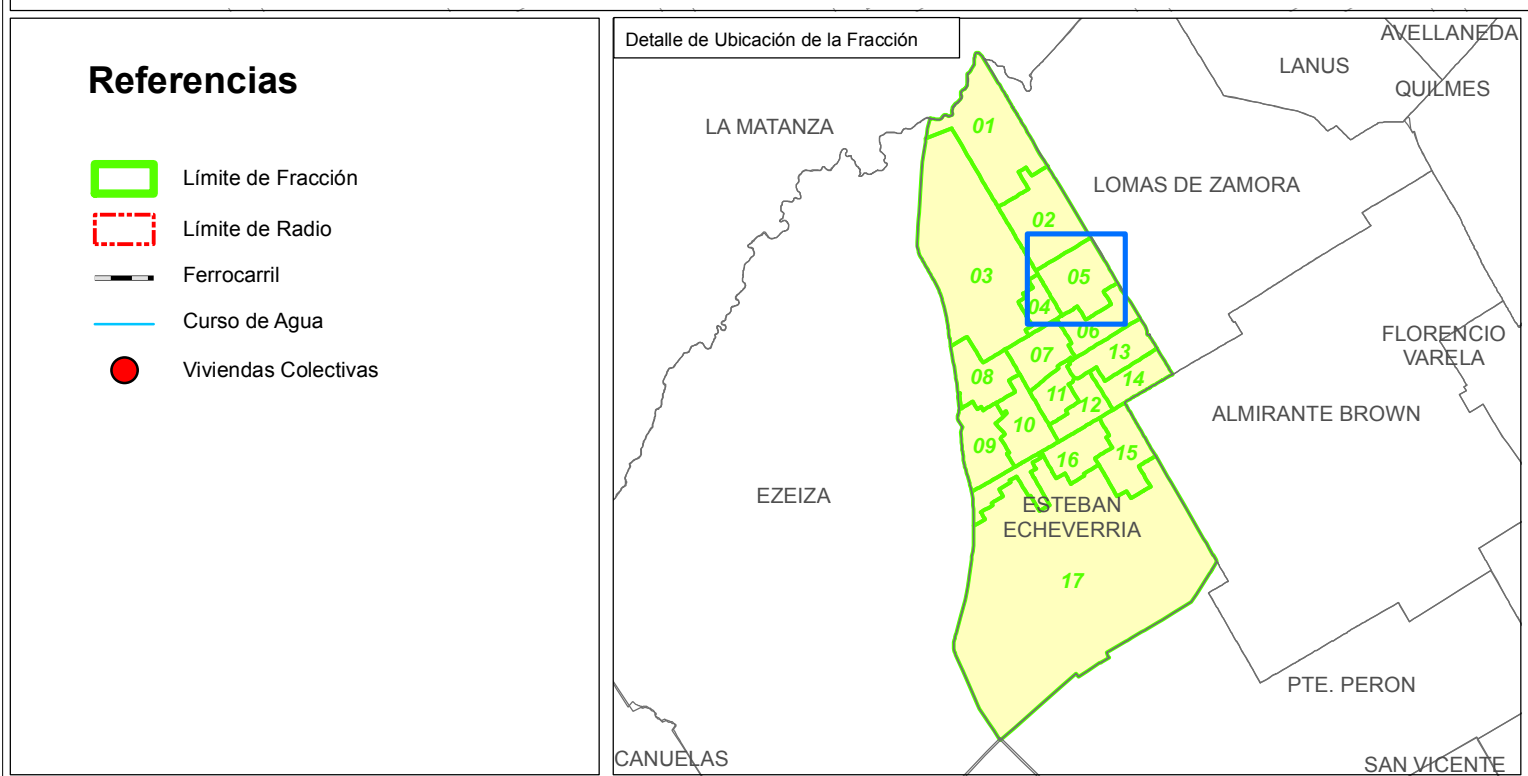 Referencias
Límite de Fracción
Límite de Radio
Ferrocarril
Curso de Agua
Viviendas Colectivas
Detalle de Ubicación de la Fracción
AVELLANEDA
LANUS
QUILMES
LA MATANZA
01
LOMAS DE ZAMORA
02
03
05
04
06
FLORENCIO
VARELA
07
13
08
14
11
12
ALMIRANTE BROWN
10
09
15
16
EZEIZA
ESTEBAN
ECHEVERRIA
17
PTE. PERON
CANUELAS
SAN VICENTE